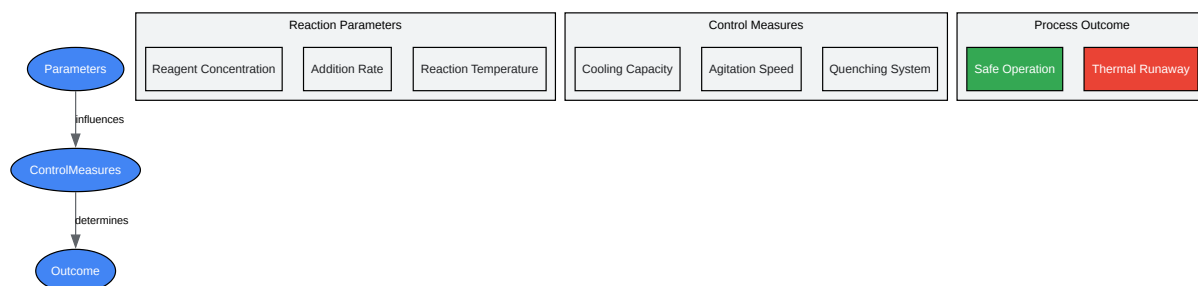 Reaction Parameters
Reagent Concentration
Addition Rate
Reaction Temperature
Control Measures
Cooling Capacity
Agitation Speed
Quenching System
Process Outcome
Safe Operation
Thermal Runaway
Parameters
influences
ControlMeasures
determines
Outcome